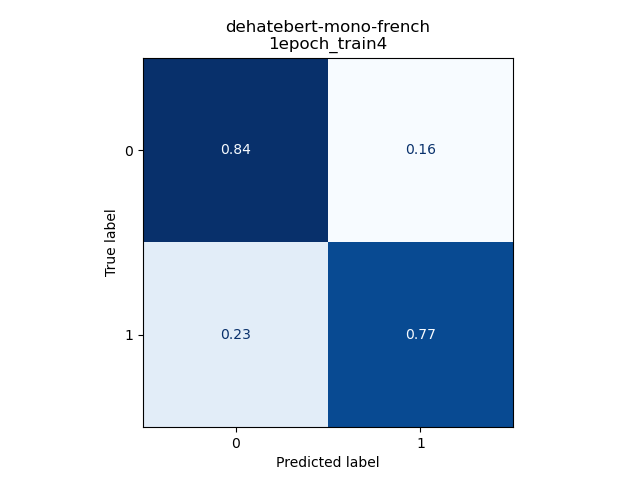 dehatebert-mono-french
1epoch_train4
0.84 0.16
0
True label
0.23 0.77
1
0 1
Predicted label